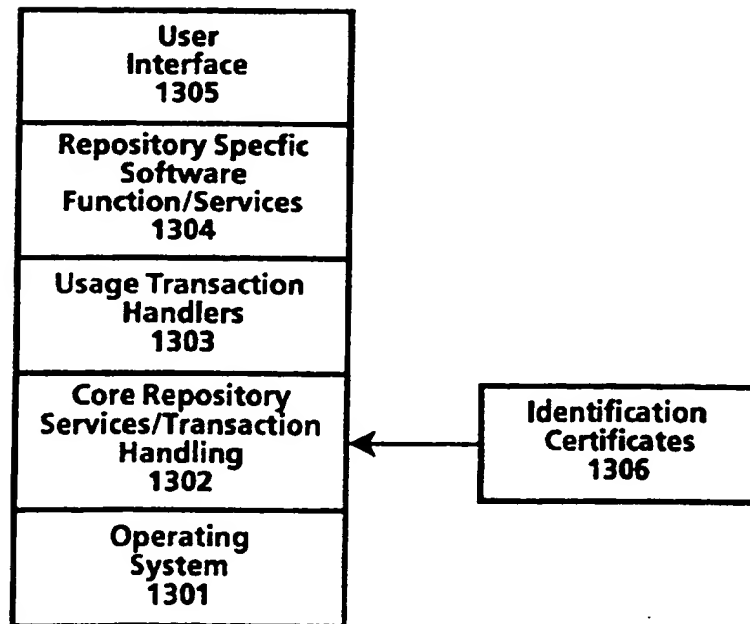 User
Interface
1305
Repository Specfic
Software
Function/Services
1304
Usage Transaction
Handlers
1303
Core Repository
Services/Transaction
Handling
1302
Identification
Certificates
1306
Operating
System
1301